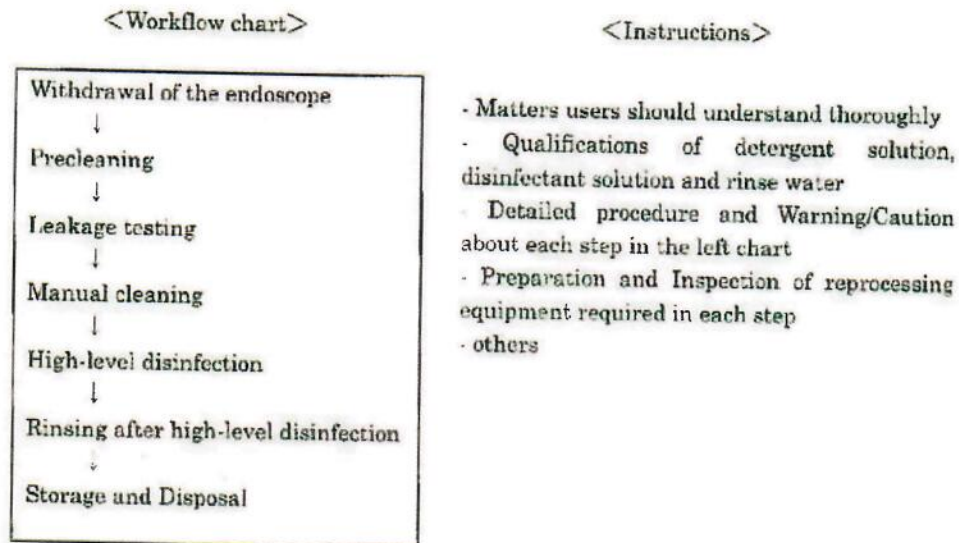 <Workflow chart>
Withdrawal of the endoscope
↓
Precleaning
↓
Leakage testing
↓
Manual cleaning
↓
High-level disinfection
↓
Rinsing after high-level disinfection
↓
Storage and Disposal
<Instructions>
- Matters users should understand thoroughly
- Qualifications of detergent solution,
disinfectant solution and rinse water
- Detailed procedure and Warning/Caution
about each step in the left chart
- Preparation and Inspection of reprocessing
equipment required in each step
- others